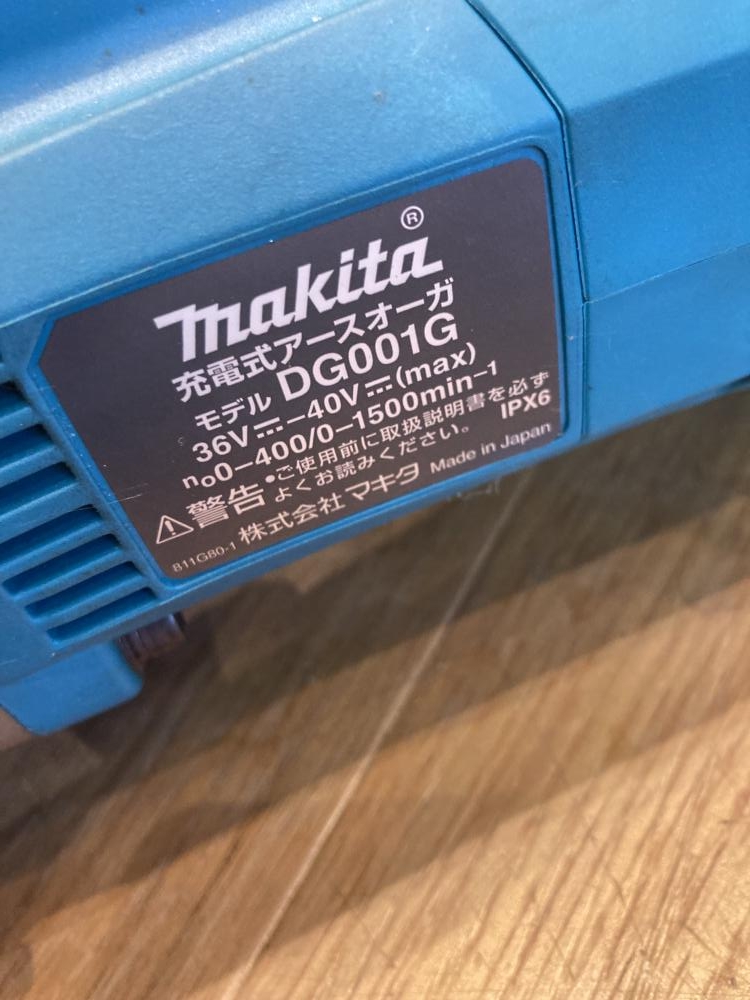 makita®
充電式アースオーガ
モデル DG001G
36V⎓–40V⎓(max)
n₀0–400/0–1500min⁻¹
⚠警告 •ご使用前に取扱説明書を必ず
よくお読みください。 IPX6
811G80-1 株式会社 マキタ Made in Japan